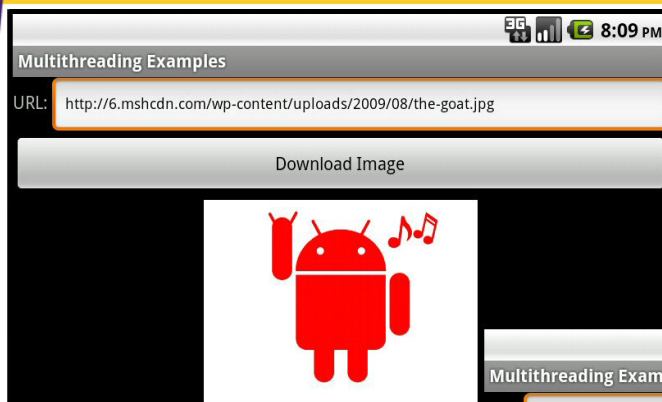 3G 8:09 PM
Multithreading Examples
URL: http://6.mshcdn.com/wp-content/uploads/2009/08/the-goat.jpg
Download Image
Multithreading Exam